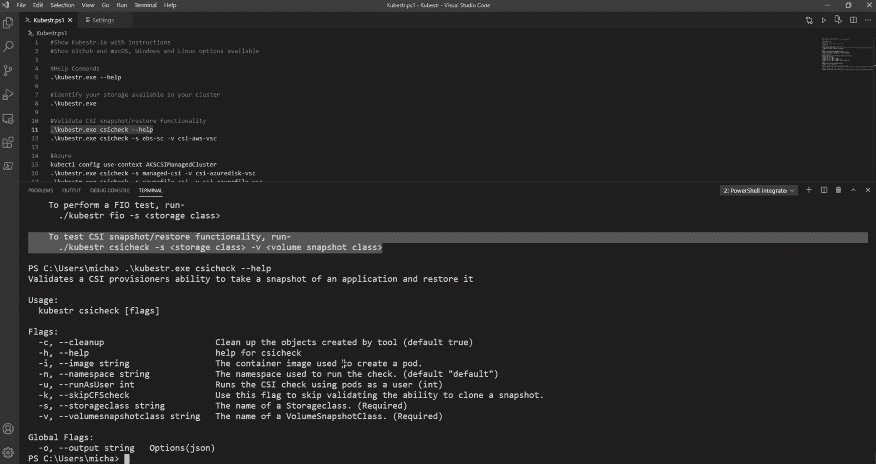 File Edit Selection View Go Run Terminal Help
Kubestr.ps1 - Kubestr - Visual Studio Code
Kubestr.ps1
Settings
Kubestr.ps1
1 #Show Kubestr.io with instructions
2 #Show Github and macOS, Windows and Linux options available
3
4 #Help Commands
5 .\kubestr.exe --help
6
7 #Identify your storage available in your cluster
8 .\kubestr.exe
9
10 #Validate CSI snapshot/restore functionality
11 .\kubestr.exe csicheck --help
12 .\kubestr.exe csicheck -s ebs-sc -v csi-aws-vsc
13
14 #Azure
15 kubectl config use-context AKSCSIManagedCluster
16 .\kubestr.exe csicheck -s managed-csi -v csi-azuredisk-vsc
PROBLEMS OUTPUT DEBUG CONSOLE TERMINAL
2: PowerShell Integrate
To perform a FIO test, run-
./kubestr fio -s <storage class>
To test CSI snapshot/restore functionality, run-
./kubestr csicheck -s <storage class> -v <volume snapshot class>
PS C:\Users\micha> .\kubestr.exe csicheck --help
Validates a CSI provisioners ability to take a snapshot of an application and restore it
Usage:
kubestr csicheck [flags]
Flags:
-c, --cleanup Clean up the objects created by tool (default true)
-h, --help help for csicheck
-i, --image string The container image used to create a pod.
-n, --namespace string The namespace used to run the check. (default "default")
-u, --runAsUser int Runs the CSI check using pods as a user (int)
-k, --skipCFScheck Use this flag to skip validating the ability to clone a snapshot.
-s, --storageclass string The name of a Storageclass. (Required)
-v, --volumesnapshotclass string The name of a VolumeSnapshotClass. (Required)
Global Flags:
-o, --output string Options(json)
PS C:\Users\micha>